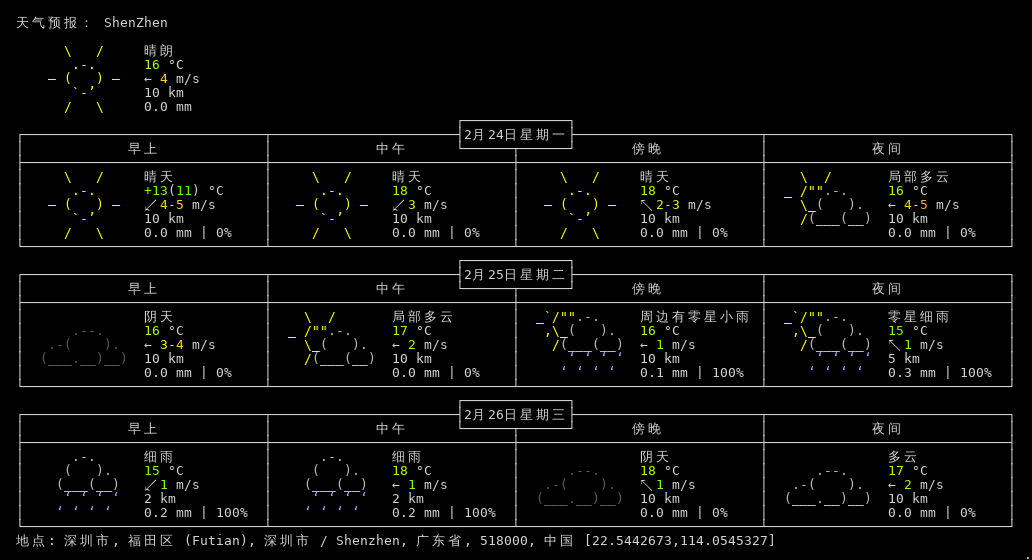 天气预报： ShenZhen
晴朗
16 °C
← 4 m/s
10 km
0.0 mm
2月24日星期一
早上 中午 傍晚 夜间
晴天 晴天 晴天 局部多云
+13(11) °C 18 °C 18 °C 16 °C
↙ 4-5 m/s ↙ 3 m/s ↖ 2-3 m/s ← 4-5 m/s
10 km 10 km 10 km 10 km
0.0 mm | 0% 0.0 mm | 0% 0.0 mm | 0% 0.0 mm | 0%
2月25日星期二
早上 中午 傍晚 夜间
阴天 局部多云 周边有零星小雨 零星细雨
16 °C 17 °C 16 °C 15 °C
← 3-4 m/s ← 2 m/s ← 1 m/s ↖ 1 m/s
10 km 10 km 10 km 5 km
0.0 mm | 0% 0.0 mm | 0% 0.1 mm | 100% 0.3 mm | 100%
2月26日星期三
早上 中午 傍晚 夜间
细雨 细雨 阴天 多云
15 °C 18 °C 18 °C 17 °C
↙ 1 m/s ← 1 m/s ↖ 1 m/s ← 2 m/s
2 km 2 km 10 km 10 km
0.2 mm | 100% 0.2 mm | 100% 0.0 mm | 0% 0.0 mm | 0%
地点: 深圳市, 福田区 (Futian), 深圳市 / Shenzhen, 广东省, 518000, 中国 [22.5442673,114.0545327]